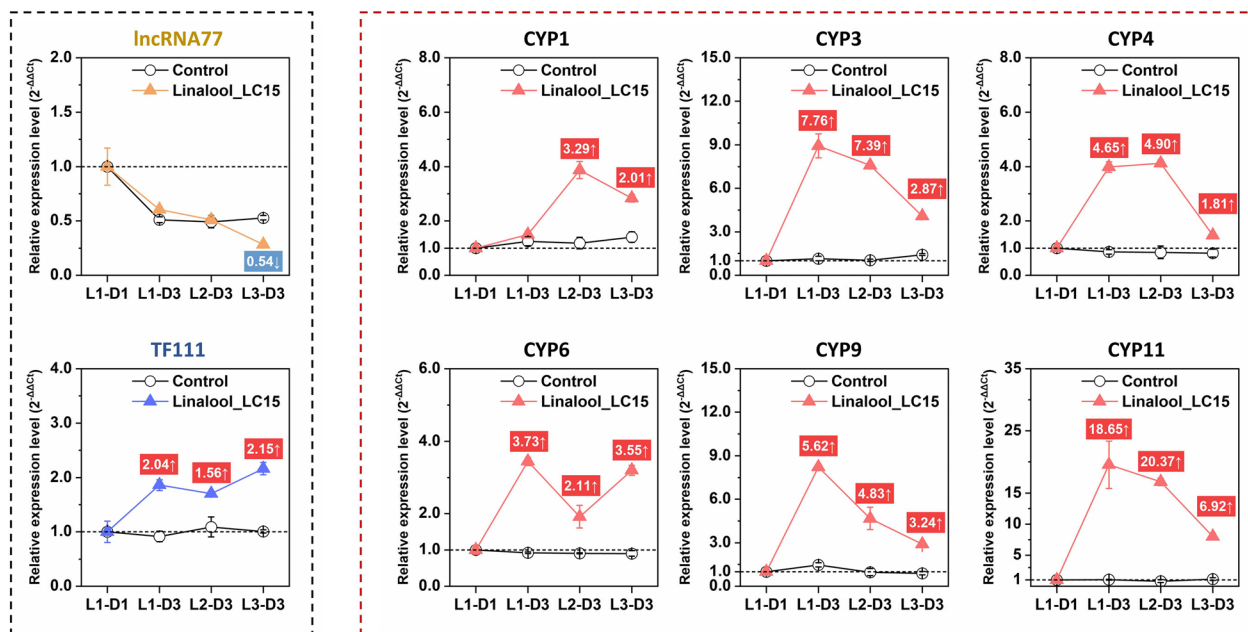 lncRNA77
Relative expression level (2^-ΔΔCt)
2.0
1.5
1.0
0.5
0.0
Control
Linalool_LC15
0.54↓
L1-D1 L1-D3 L2-D3 L3-D3
CYP1
Relative expression level (2^-ΔΔCt)
8.0
6.0
4.0
2.0
1.0
0.0
Control
Linalool_LC15
3.29↑
2.01↑
L1-D1 L1-D3 L2-D3 L3-D3
CYP3
Relative expression level (2^-ΔΔCt)
15.0
12.0
9.0
6.0
3.0
1.0
0.0
Control
Linalool_LC15
7.76↑
7.39↑
2.87↑
L1-D1 L1-D3 L2-D3 L3-D3
CYP4
Relative expression level (2^-ΔΔCt)
8.0
6.0
4.0
2.0
1.0
0.0
Control
Linalool_LC15
4.65↑
4.90↑
1.81↑
L1-D1 L1-D3 L2-D3 L3-D3
TF111
Relative expression level (2^-ΔΔCt)
4.0
3.0
2.0
1.0
0.0
Control
Linalool_LC15
2.04↑
1.56↑
2.15↑
L1-D1 L1-D3 L2-D3 L3-D3
CYP6
Relative expression level (2^-ΔΔCt)
6.0
4.0
2.0
1.0
0.0
Control
Linalool_LC15
3.73↑
2.11↑
3.55↑
L1-D1 L1-D3 L2-D3 L3-D3
CYP9
Relative expression level (2^-ΔΔCt)
15.0
12.0
9.0
6.0
3.0
1.0
0.0
Control
Linalool_LC15
5.62↑
4.83↑
3.24↑
L1-D1 L1-D3 L2-D3 L3-D3
CYP11
Relative expression level (2^-ΔΔCt)
35
25
15
5
1
Control
Linalool_LC15
18.65↑
20.37↑
6.92↑
L1-D1 L1-D3 L2-D3 L3-D3